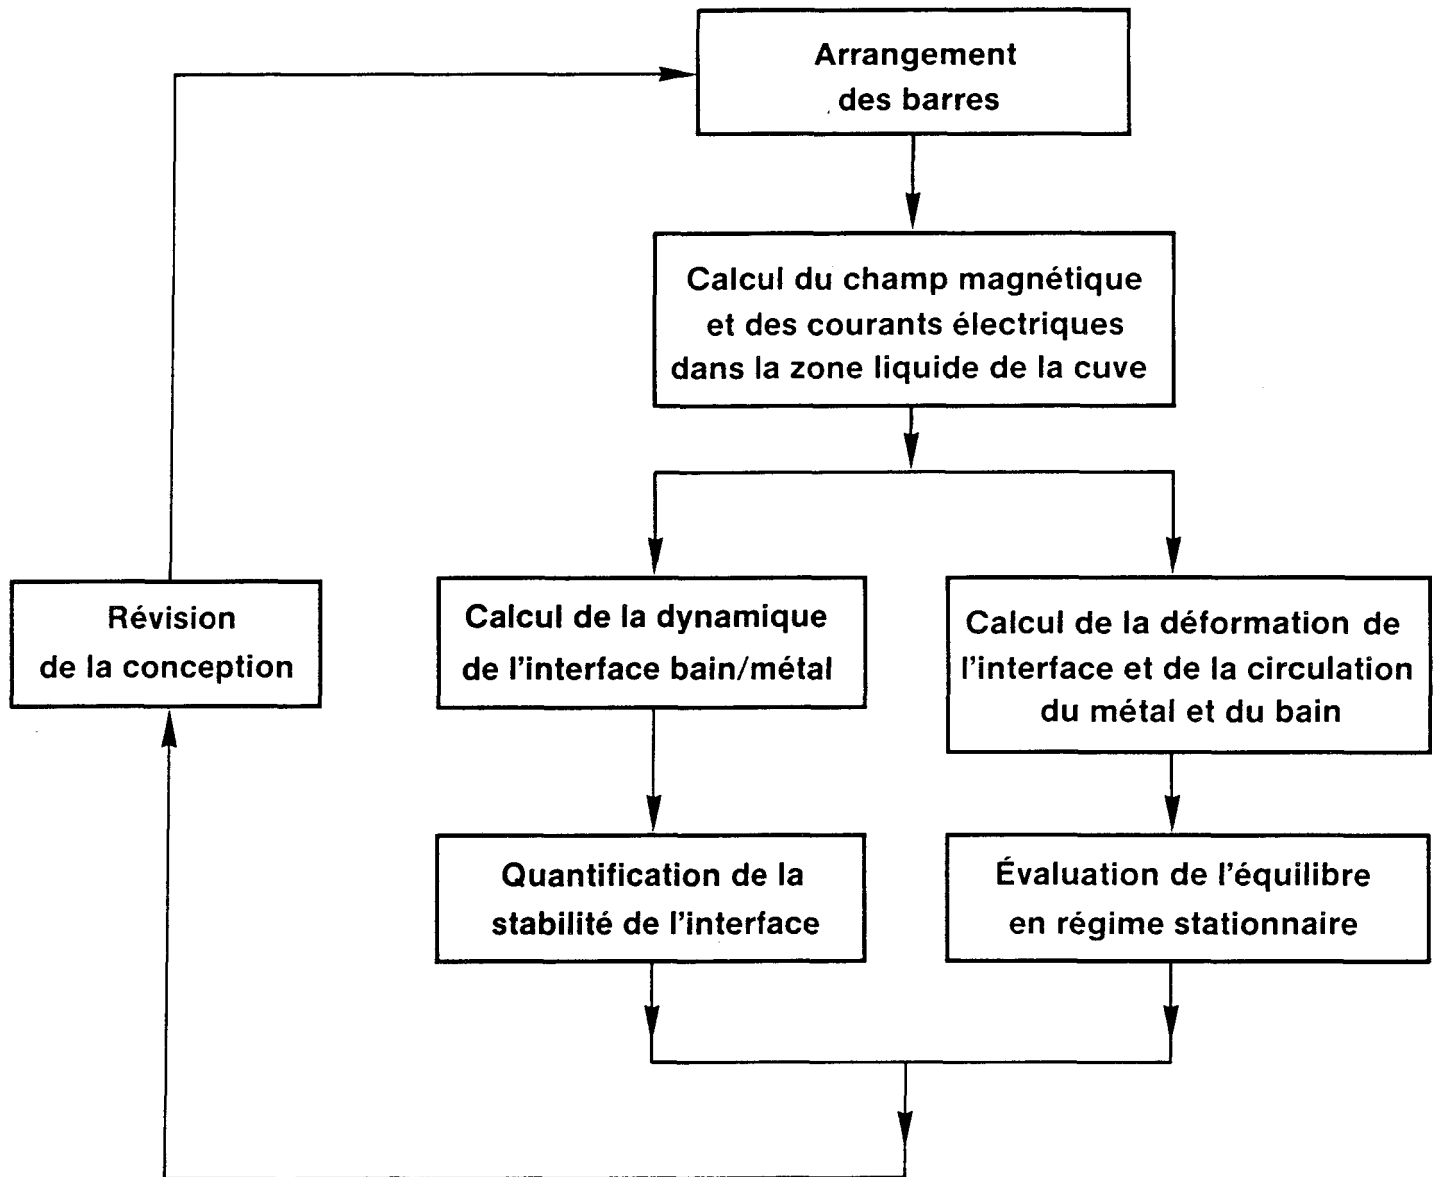 Arrangement
des barres
Calcul du champ magnétique
et des courants électriques
dans la zone liquide de la cuve
Révision
de la conception
Calcul de la dynamique
de l'interface bain/métal
Calcul de la déformation de
l'interface et de la circulation
du métal et du bain
Quantification de la
stabilité de l'interface
Évaluation de l'équilibre
en régime stationnaire